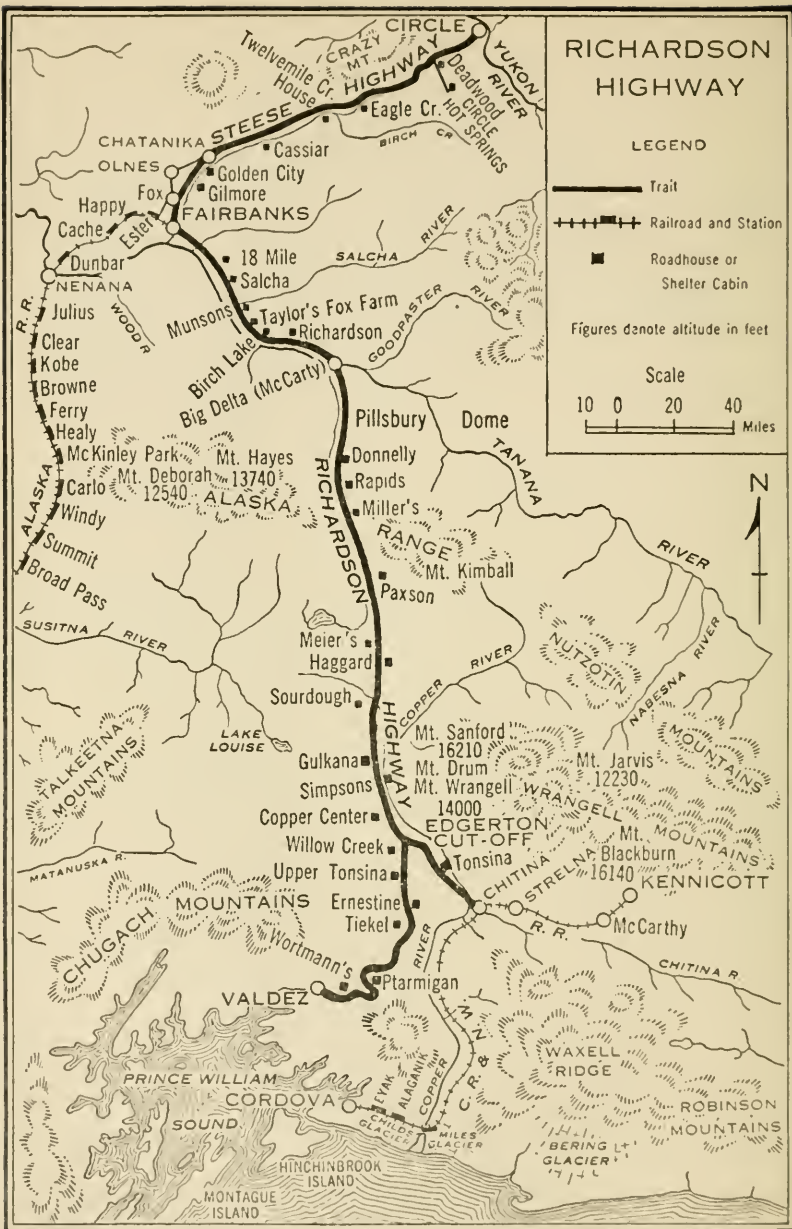 RICHARDSON
HIGHWAY
LEGEND
Trail
Railroad and Station
Roadhouse or
Shelter Cabin
Figures denote altitude in feet
Scale
10 0 20 40 Miles
CIRCLE
YUKON
RIVER
CRAZY
MT.
Twelvemile Cr.
House
STEESE HIGHWAY
Deadwood
CIRCLE
HOT SPRINGS
Eagle Cr.
BIRCH CR
CHATANIKA
Cassiar
OLNES
Golden City
Fox
Gilmore
FAIRBANKS
Happy
Ester
Cache
Dunbar
NENANA
WOOD R
18 Mile
Salcha
SALCHA RIVER
Munsons
Taylor's Fox Farm
Richardson
Birch Lake
GOODPASTER RIVER
Big Delta (McCarty)
Julius
Clear
Kobe
Browne
Ferry
Healy
McKinley Park
Carlo
Windy
Summit
Broad Pass
ALASKA R. R.
Mt. Deborah
12540
Mt. Hayes
13740
ALASKA
RANGE
Pillsbury Dome
TANANA RIVER
Donnelly
Rapids
Miller's
Mt. Kimball
Paxson
RICHARDSON HIGHWAY
N
SUSITNA RIVER
Meier's
Haggard
Sourdough
COPPER RIVER
NUTZOTIN
MOUNTAINS
NABESNA RIVER
LAKE
LOUISE
TALKEETNA
MOUNTAINS
Gulkana
Simpsons
Copper Center
Mt. Sanford
16210
Mt. Drum
Mt. Wrangell
14000
Mt. Jarvis
12230
WRANGELL
MOUNTAINS
Mt.
Blackburn
16140
EDGERTON
CUT-OFF
Willow Creek
Tonsina
Upper Tonsina
MATANUSKA R.
CHUGACH MOUNTAINS
Ernestine
Tiekel
CHITINA
STRELNA
KENNICOTT
McCarthy
R. R.
CHITINA R.
Wortmann's
Ptarmigan
VALDEZ
COPPER RIVER
C. R. & N. W.
WAXELL
RIDGE
PRINCE WILLIAM
SOUND
CORDOVA
EYAK
ALAGANIK
CHILDS
GLACIER
MILES
GLACIER
BERING
GLACIER
ROBINSON
MOUNTAINS
HINCHINBROOK
ISLAND
MONTAGUE
ISLAND